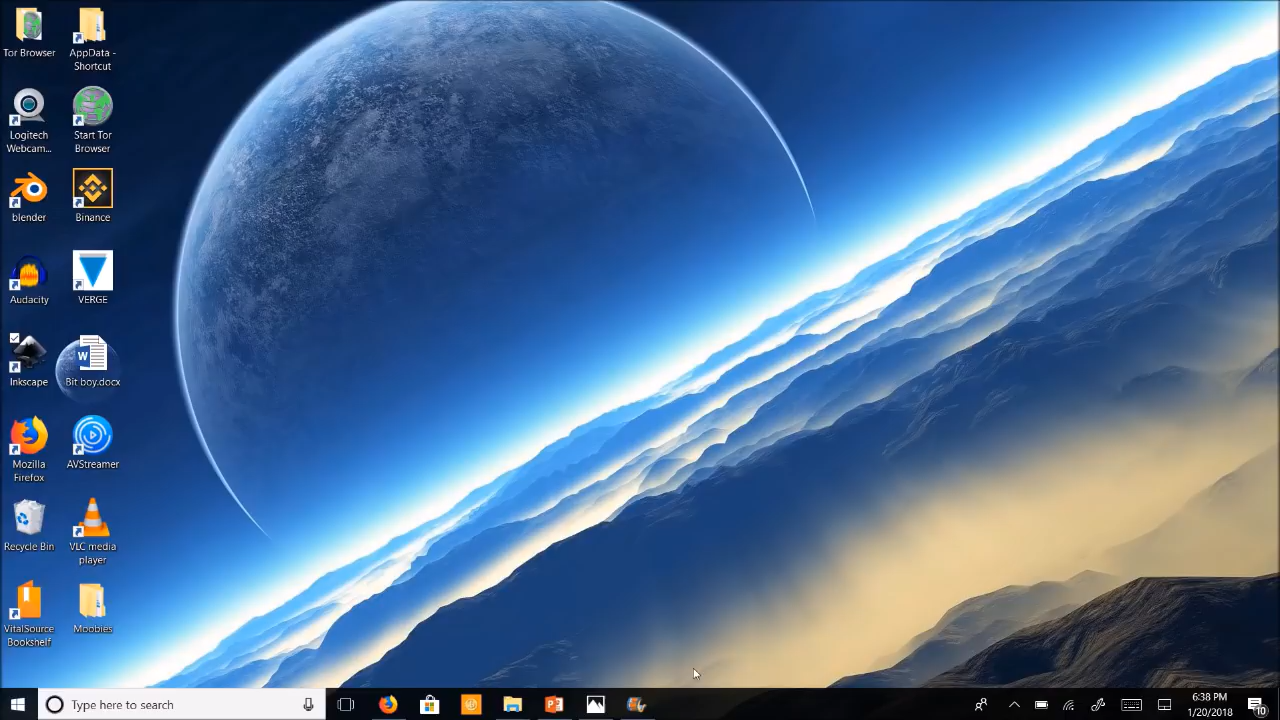 Tor Browser
AppData -
Shortcut
Logitech
Webcam...
Start Tor
Browser
blender
Binance
Audacity
VERGE
Inkscape
Bit boy.docx
Mozilla
Firefox
AVStreamer
Recycle Bin
VLC media
player
VitalSource
Bookshelf
Moobies
Type here to search
6:38 PM
1/20/2018
10